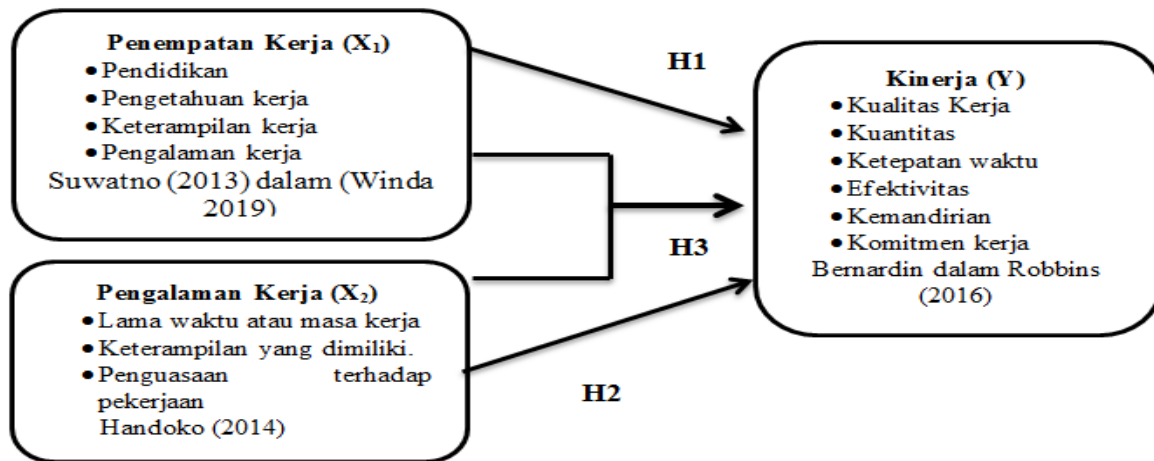 Penempatan Kerja (X₁)
•Pendidikan
•Pengetahuan kerja
•Keterampilan kerja
•Pengalaman kerja
Suwatno (2013) dalam (Winda
2019)
H1
Kinerja (Y)
•Kualitas Kerja
•Kuantitas
•Ketepatan waktu
•Efektivitas
•Kemandirian
•Komitmen kerja
Bernardin dalam Robbins
(2016)
H3
Pengalaman Kerja (X₂)
•Lama waktu atau masa kerja
•Keterampilan yang dimiliki.
•Penguasaan terhadap
pekerjaan
Handoko (2014)
H2